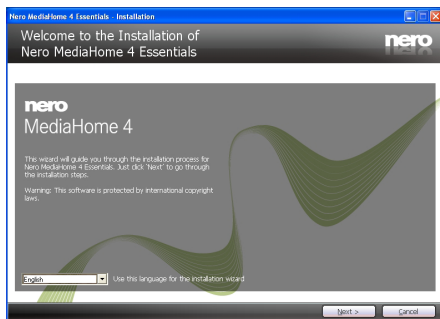 Nero MediaHome 4 Essentials - Installation
Welcome to the Installation of
Nero MediaHome 4 Essentials
nero
nero
MediaHome 4
This wizard will guide you through the installation process for
Nero MediaHome 4 Essentials. Just click 'Next' to go through
the installation steps.
Warning: This software is protected by international copyright
laws.
English
Use this language for the installation wizard
Next >
Cancel